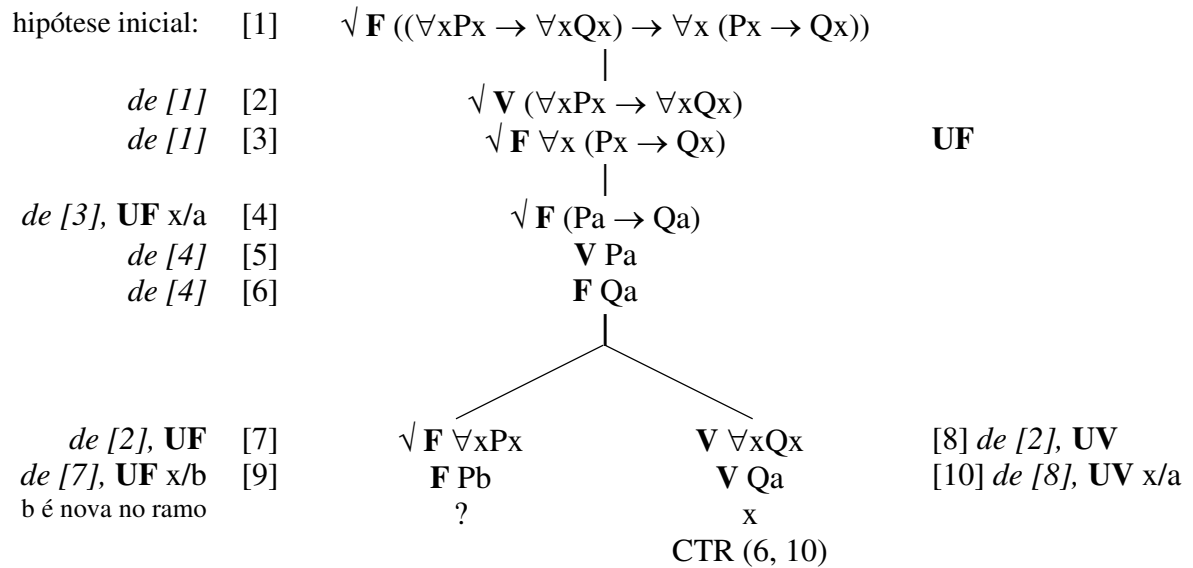 hipótese inicial: [1] √ F ((∀xPx → ∀xQx) → ∀x (Px → Qx))
de [1] [2] √ V (∀xPx → ∀xQx)
de [1] [3] √ F ∀x (Px → Qx) UF
de [3], UF x/a [4] √ F (Pa → Qa)
de [4] [5] V Pa
de [4] [6] F Qa
de [2], UF [7] √ F ∀xPx V ∀xQx [8] de [2], UV
de [7], UF x/b [9] F Pb V Qa [10] de [8], UV x/a
b é nova no ramo ? x
CTR (6, 10)